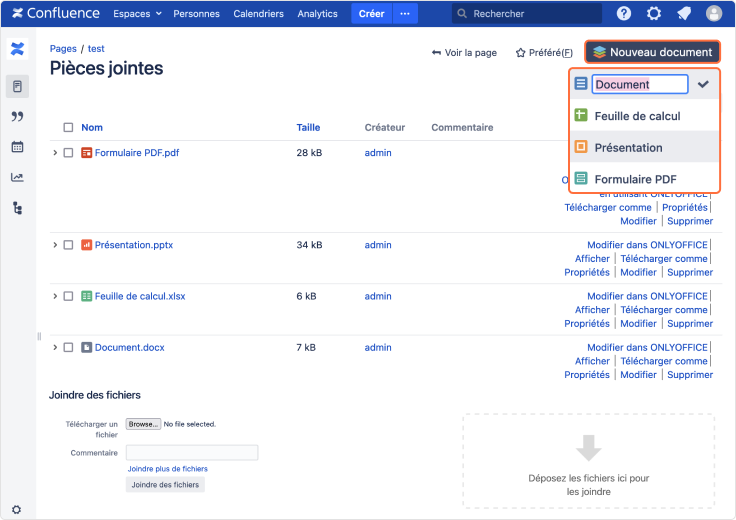 Confluence Espaces Personnes Calendriers Analytics Créer ... Rechercher
Pages / test
Pièces jointes
Voir la page Préféré(F) Nouveau document
Document
Feuille de calcul
Présentation
Formulaire PDF
Nom Taille Créateur Commentaire
Formulaire PDF.pdf 28 kB admin
en utilisant ONLYOFFICE
Télécharger comme Propriétés
Modifier Supprimer
Présentation.pptx 34 kB admin Modifier dans ONLYOFFICE
Afficher Télécharger comme
Propriétés Modifier Supprimer
Feuille de calcul.xlsx 6 kB admin Modifier dans ONLYOFFICE
Afficher Télécharger comme
Propriétés Modifier Supprimer
Document.docx 7 kB admin Modifier dans ONLYOFFICE
Afficher Télécharger comme
Propriétés Modifier Supprimer
Joindre des fichiers
Télécharger un fichier Browse... No file selected.
Commentaire
Joindre plus de fichiers
Joindre des fichiers
Déposez les fichiers ici pour
les joindre